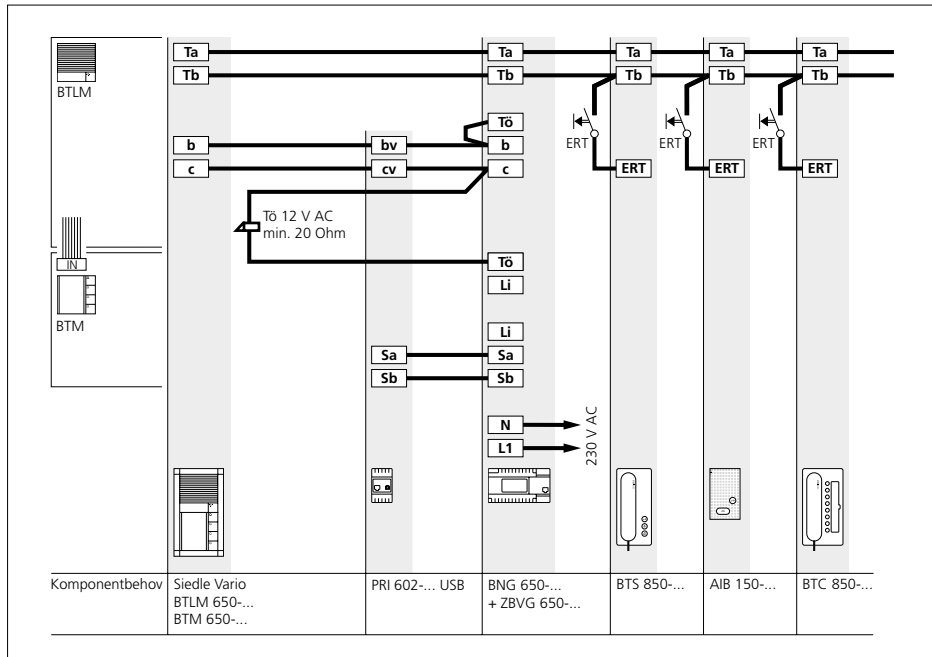 BTLM
IN
BTM
Ta Ta Ta Ta Ta
Tb Tb Tb Tb Tb
Tö
ERT ERT ERT
b bv b
c cv c ERT ERT ERT
Tö 12 V AC
min. 20 Ohm
Tö
Li
Li
Sa Sa
Sb Sb
N
L1
230 V AC
Komponentbehov
Siedle Vario
BTLM 650-...
BTM 650-...
PRI 602-... USB
BNG 650-...
+ ZBVG 650-...
BTS 850-...
AIB 150-...
BTC 850-...